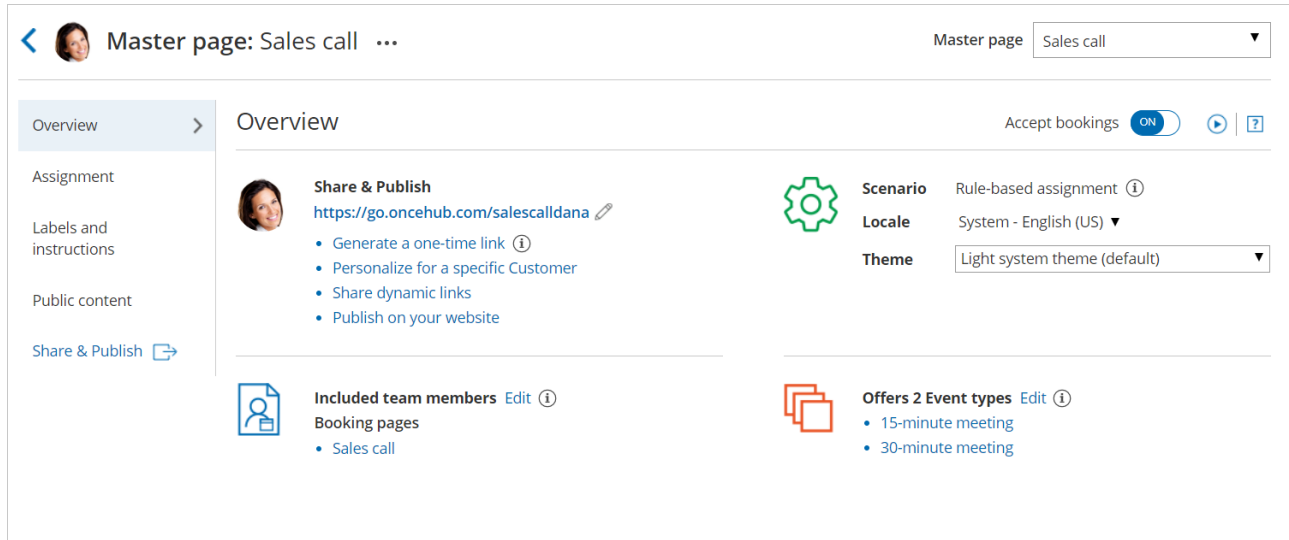 Master page: Sales call ...
Master page
Sales call
Overview
Assignment
Labels and
instructions
Public content
Share & Publish
Overview
Accept bookings ON
?
Share & Publish
https://go.oncehub.com/salescalldana
• Generate a one-time link i
• Personalize for a specific Customer
• Share dynamic links
• Publish on your website
Scenario Rule-based assignment i
Locale System - English (US)
Theme Light system theme (default)
Included team members Edit i
Booking pages
• Sales call
Offers 2 Event types Edit i
• 15-minute meeting
• 30-minute meeting